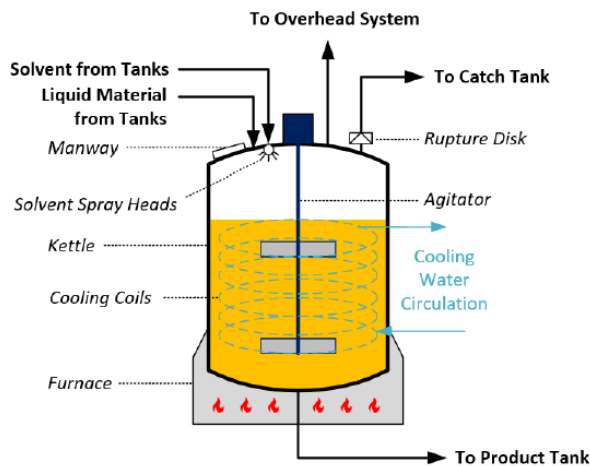 To Overhead System
Solvent from Tanks
To Catch Tank
Liquid Material
from Tanks
Manway
Rupture Disk
Solvent Spray Heads
Agitator
Kettle
Cooling
Water
Circulation
Cooling Coils
Furnace
To Product Tank